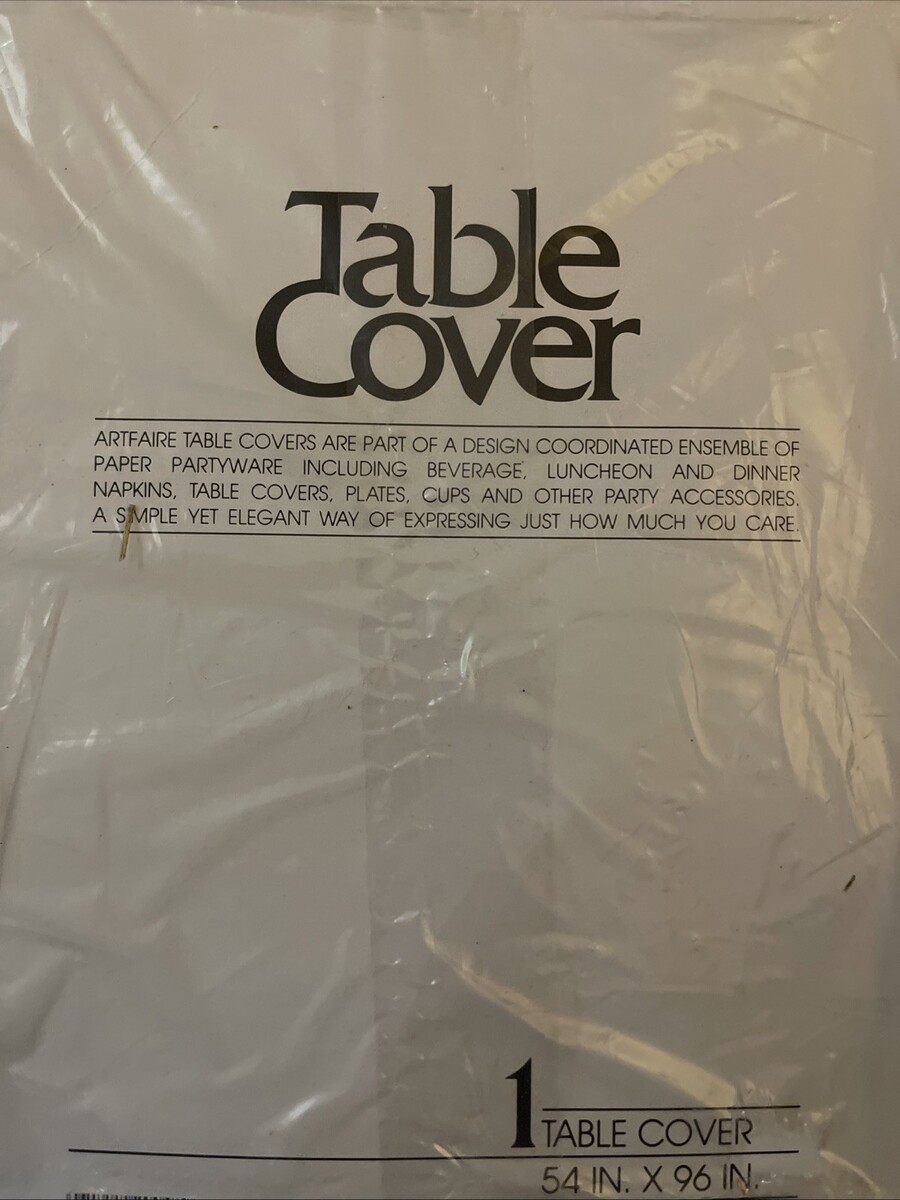 Table
Cover
ARTFAIRE TABLE COVERS ARE PART OF A DESIGN COORDINATED ENSEMBLE OF
PAPER PARTYWARE INCLUDING BEVERAGE, LUNCHEON AND DINNER
NAPKINS, TABLE COVERS, PLATES, CUPS AND OTHER PARTY ACCESSORIES.
A SIMPLE YET ELEGANT WAY OF EXPRESSING JUST HOW MUCH YOU CARE.
1 TABLE COVER
54 IN. X 96 IN.